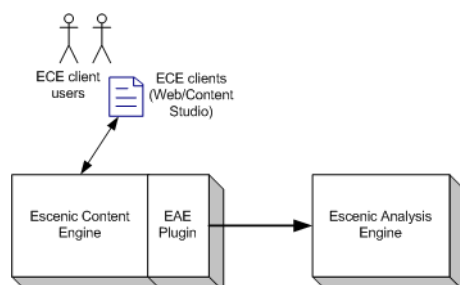 ECE client
users
ECE clients
(Web/Content
Studio)
Escenic Content
Engine
EAE
Plugin
Escenic Analysis
Engine